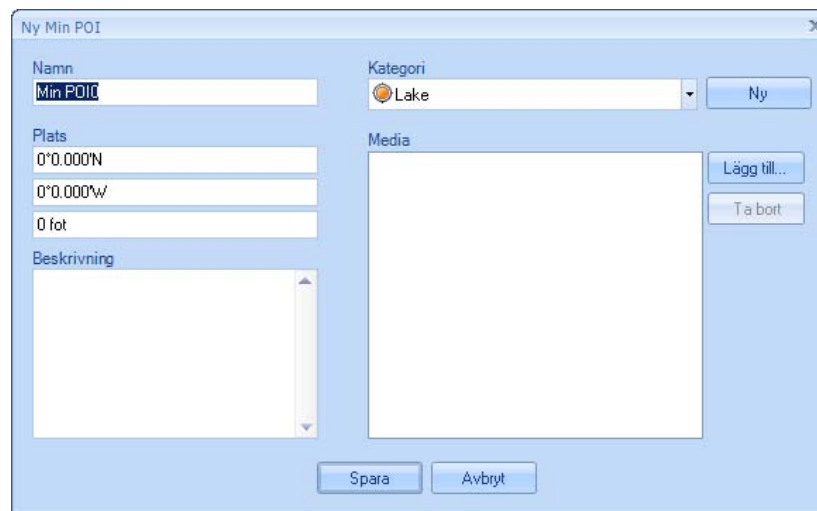 Ny Min POI
Namn
Min POI0
Kategori
Lake
Ny
Plats
0°0.000'N
0°0.000'W
0 fot
Media
Lägg till...
Ta bort
Beskrivning
Spara
Avbryt